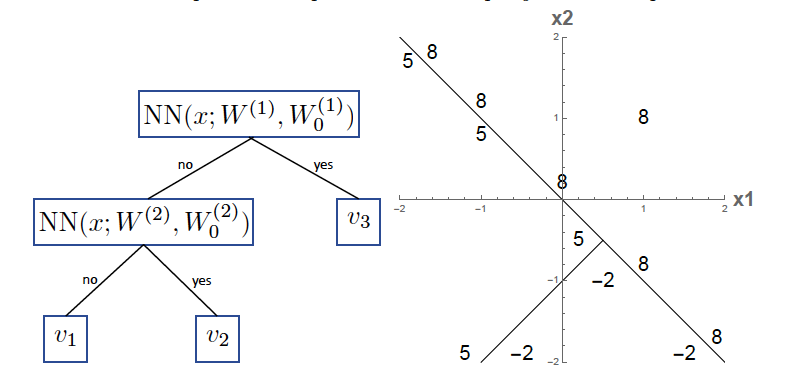 NN(x; W^{(1)}, W_0^{(1)})
no
yes
NN(x; W^{(2)}, W_0^{(2)})
v_3
no
yes
v_1
v_2
x2
2
5 8
8
1
5
8
8
x1
−2
−1
1
2
5
8
−1
−2
8
5
−2
−2
−2